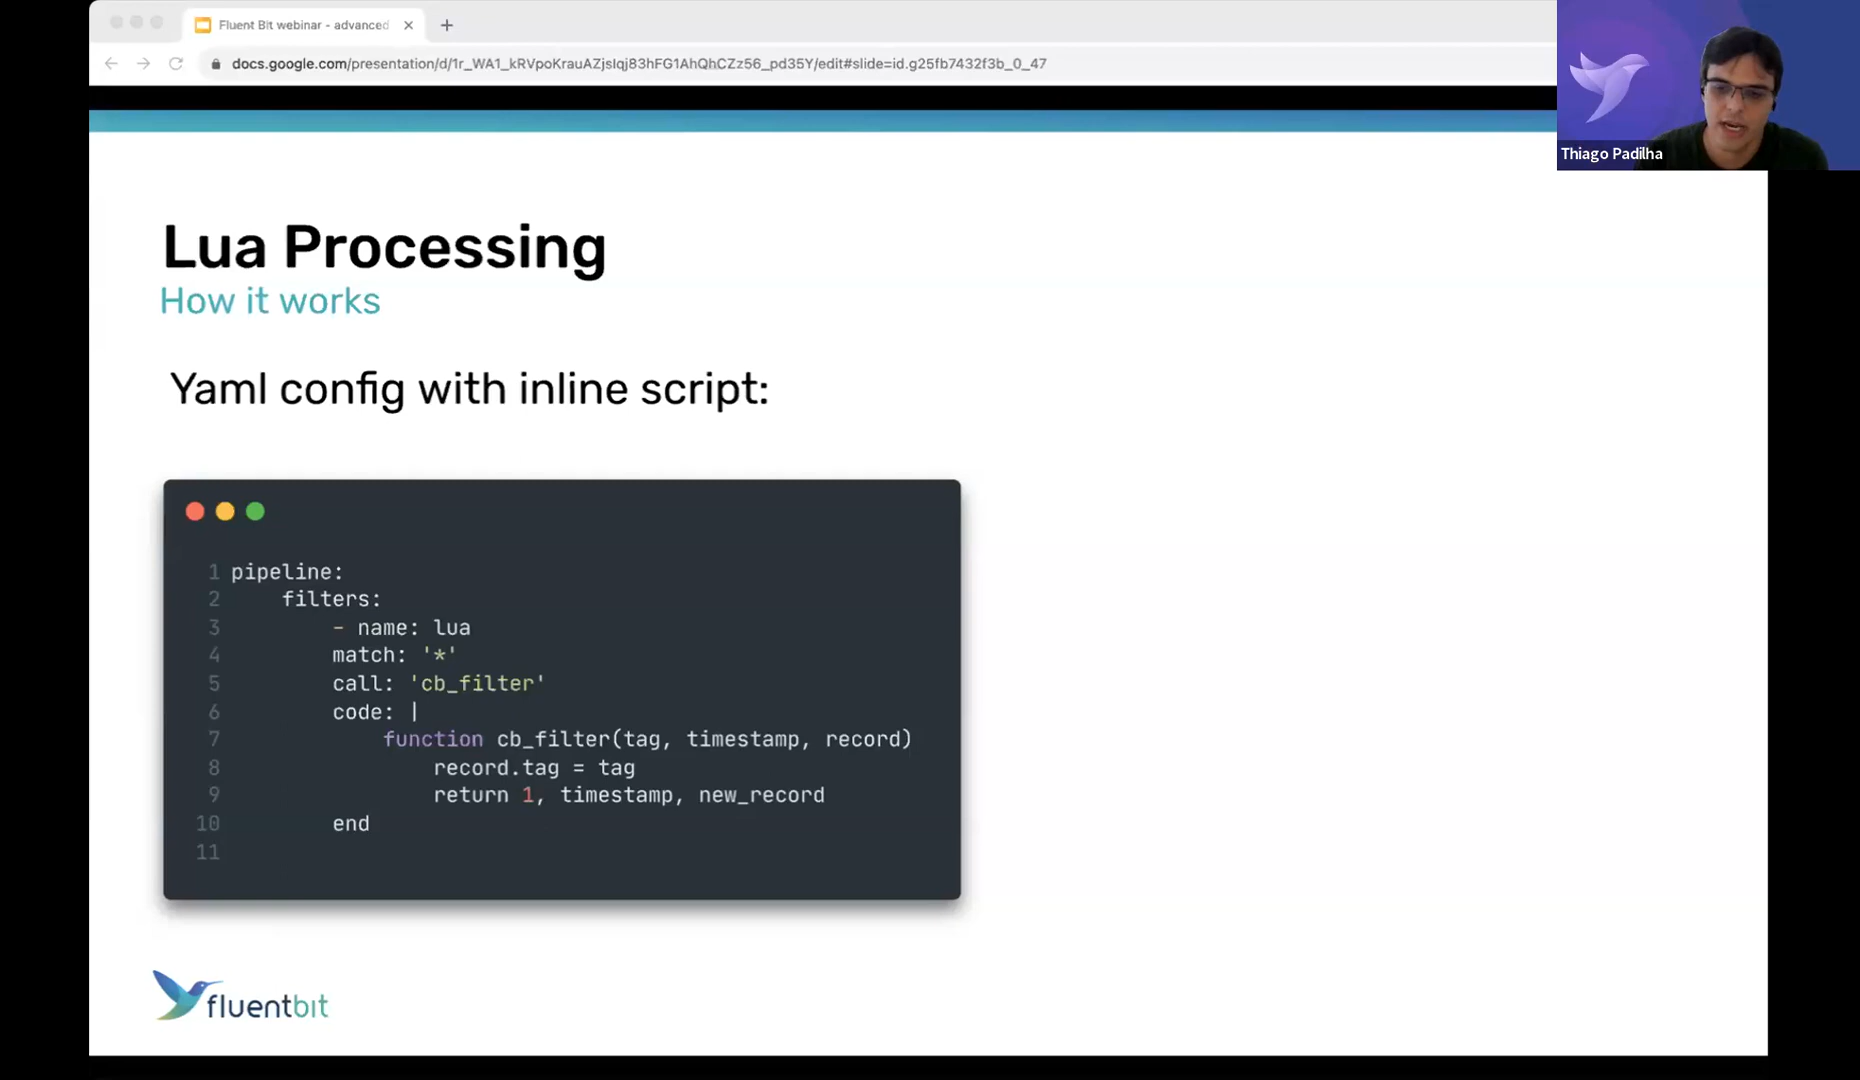 Fluent Bit webinar - advanced
docs.google.com/presentation/d/1r_WA1_kRVpoKrauAZjsIqj83hFG1AhQhCZz56_pd35Y/edit#slide=id.g25fb7432f3b_0_47
Thiago Padilha
Lua Processing
How it works
Yaml config with inline script:
1 pipeline:
2     filters:
3         - name: lua
4         match: '*'
5         call: 'cb_filter'
6         code: |
7             function cb_filter(tag, timestamp, record)
8                 record.tag = tag
9                 return 1, timestamp, new_record
10         end
11
fluentbit